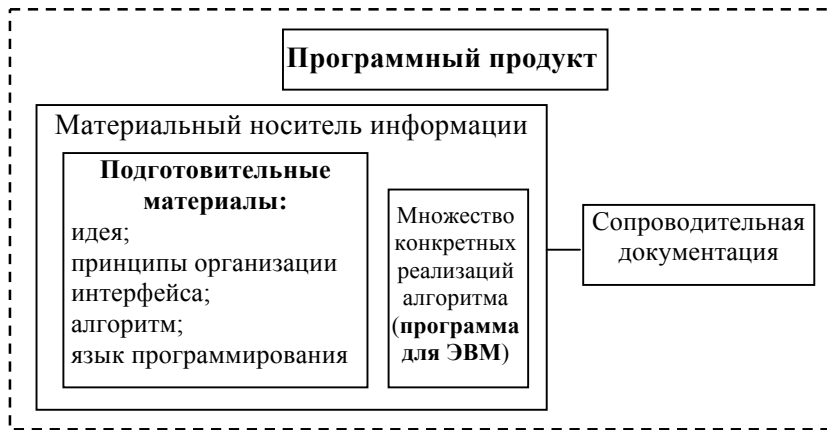 Программный продукт
Материальный носитель информации
Подготовительные
материалы:
идея;
принципы организации
интерфейса;
алгоритм;
язык программирования
Множество
конкретных
реализаций
алгоритма
(программа
для ЭВМ)
Сопроводительная
документация